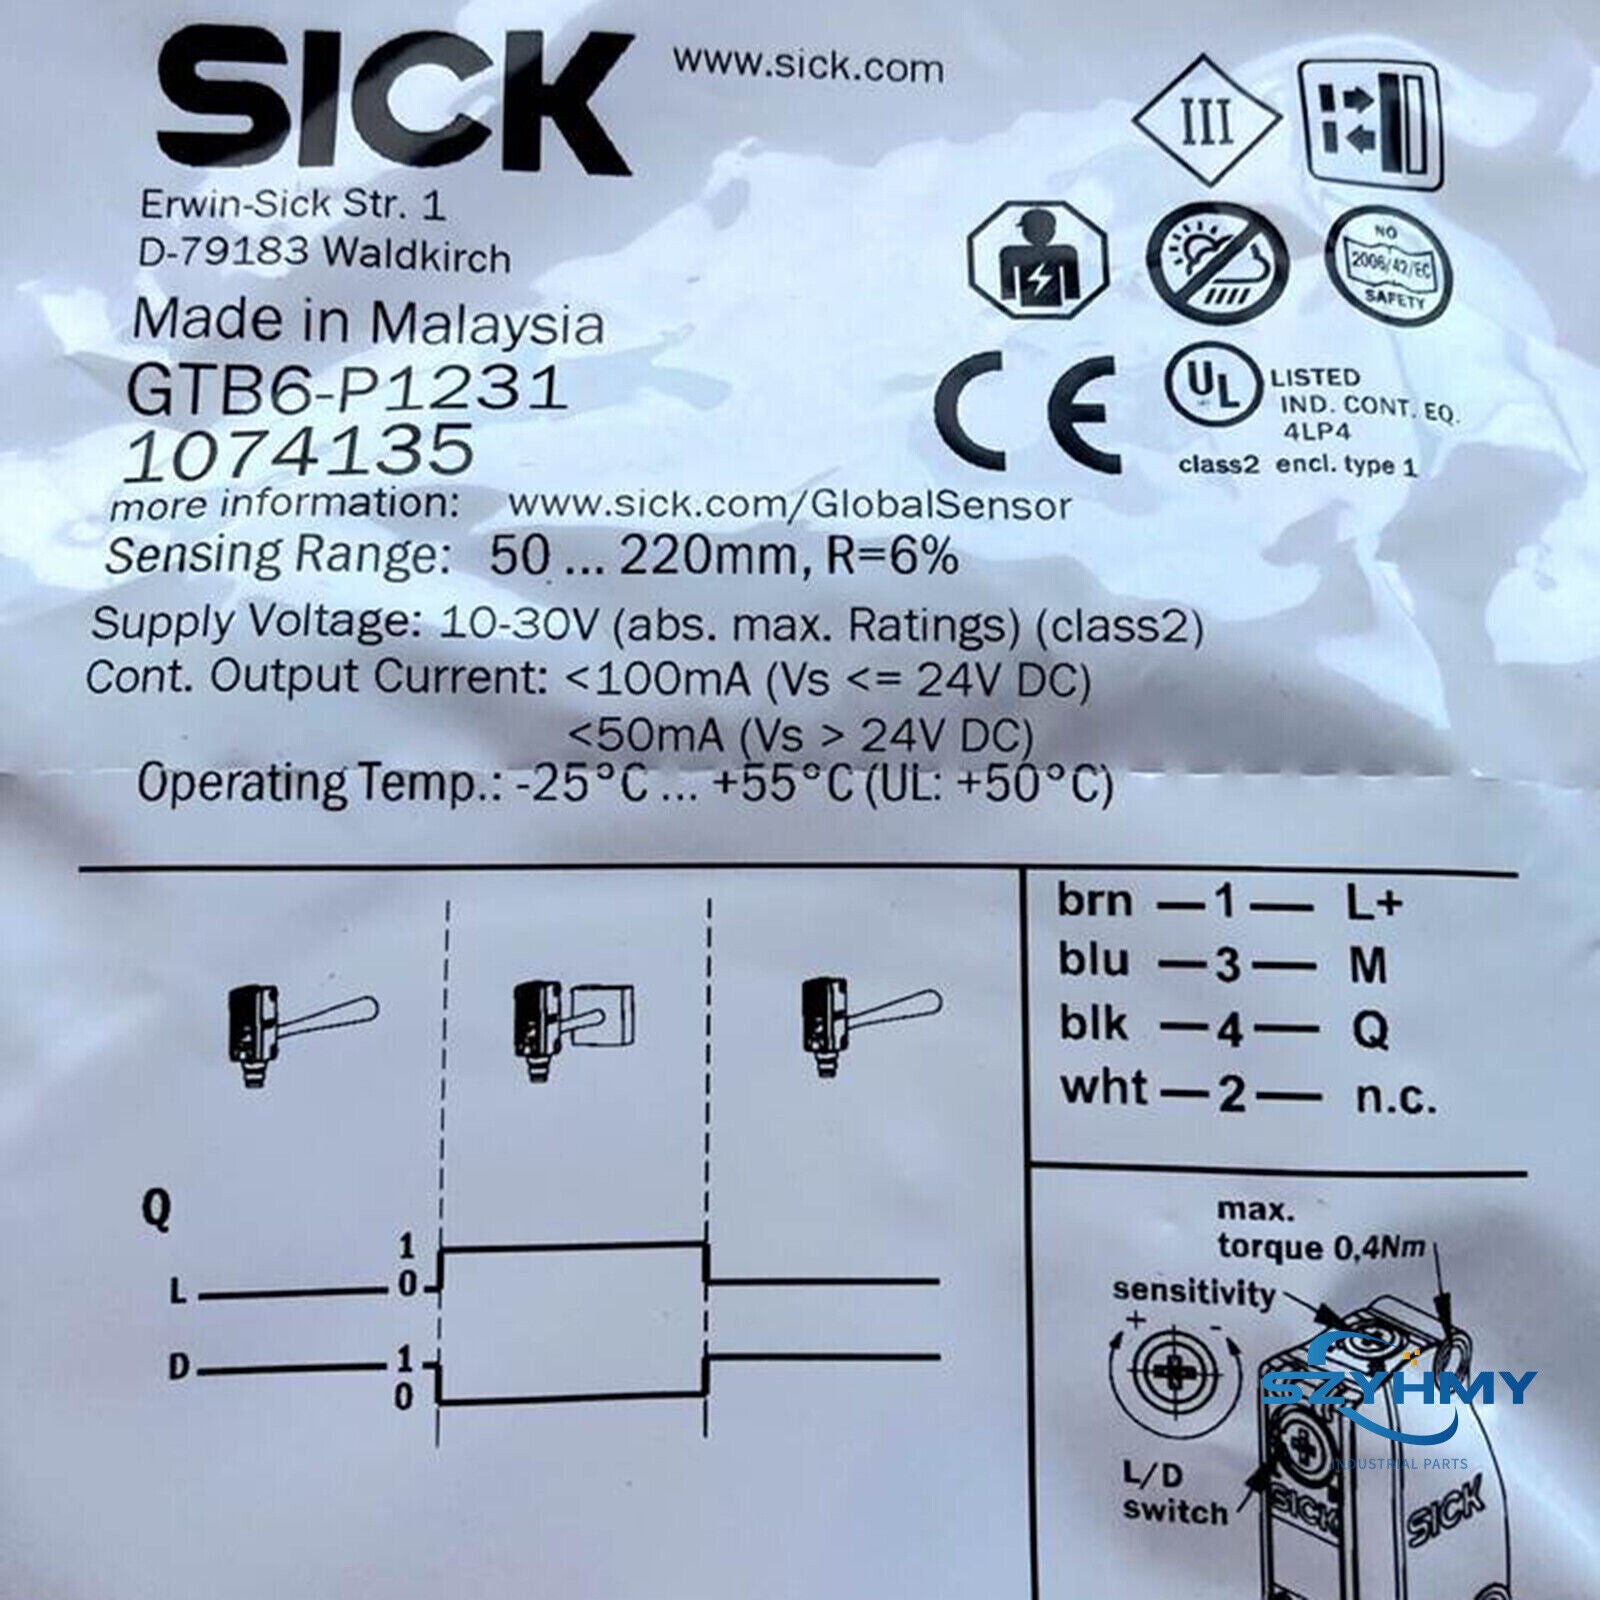 SICK www.sick.com
III
Erwin-Sick Str. 1
D-79183 Waldkirch
NO
2006/42/EC
SAFETY
Made in Malaysia
GTB6-P1231
1074135
CE
UL LISTED
IND. CONT. EQ.
4LP4
class2 encl. type 1
more information: www.sick.com/GlobalSensor
Sensing Range: 50 ... 220mm, R=6%
Supply Voltage: 10-30V (abs. max. Ratings) (class2)
Cont. Output Current: <100mA (Vs <= 24V DC)
<50mA (Vs > 24V DC)
Operating Temp.: -25°C ... +55°C (UL: +50°C)
brn — 1 — L+
blu — 3 — M
blk — 4 — Q
wht — 2 — n.c.
Q
1
L 0
D 1
0
max.
torque 0,4Nm
sensitivity
+ -
L/D
switch
SICK
SICK
SZYHMY
INDUSTRIAL PARTS